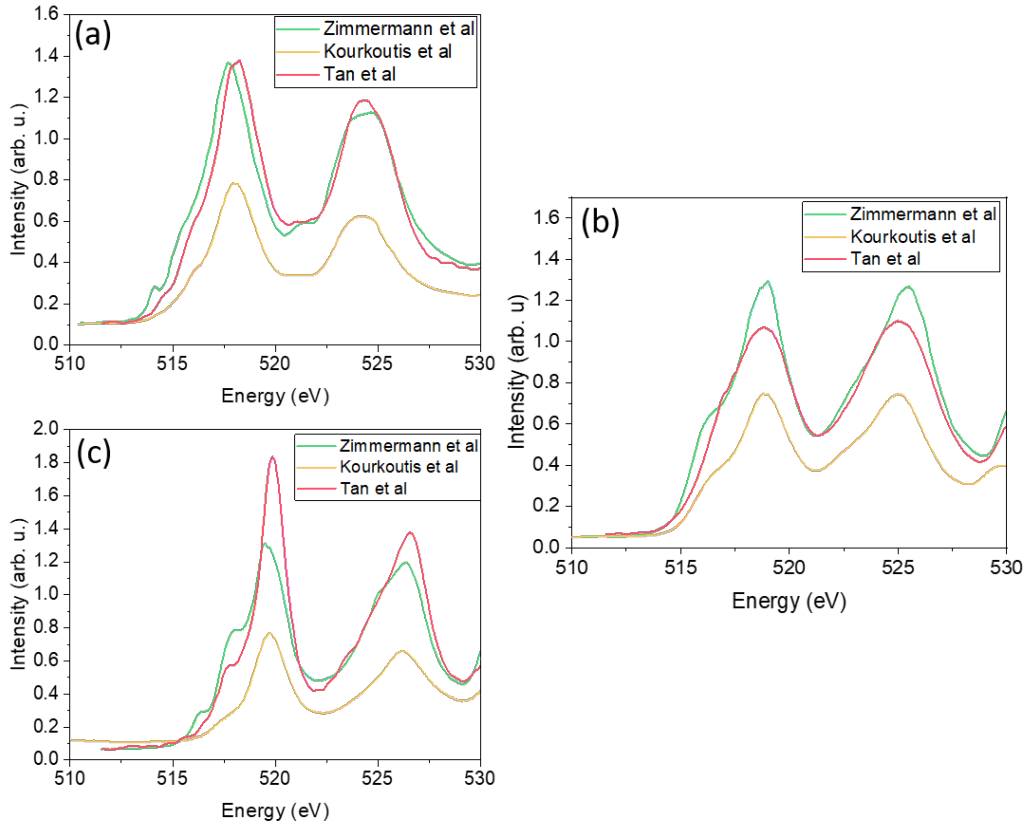 (a)
Zimmermann et al
Kourkoutis et al
Tan et al
Intensity (arb. u.)
1.6
1.4
1.2
1.0
0.8
0.6
0.4
0.2
0.0
510
515
520
525
530
Energy (eV)
(b)
Zimmermann et al
Kourkoutis et al
Tan et al
Intensity (arb. u)
1.6
1.4
1.2
1.0
0.8
0.6
0.4
0.2
0.0
510
515
520
525
530
Energy (eV)
(c)
Zimmermann et al
Kourkoutis et al
Tan et al
Intensity (arb. u.)
2.0
1.8
1.6
1.4
1.2
1.0
0.8
0.6
0.4
0.2
0.0
510
515
520
525
530
Energy (eV)